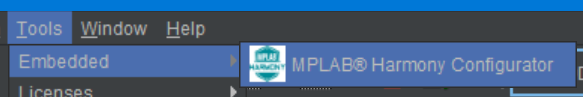 Tools Window Help
Embedded MPLAB® Harmony Configurator
Licenses